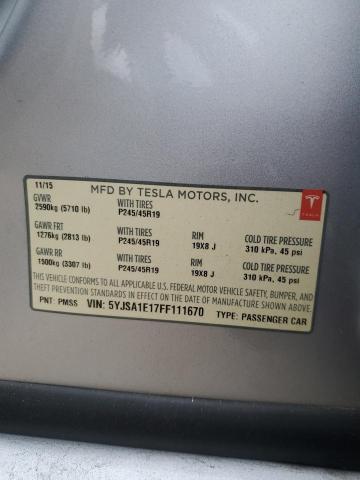 11/15 MFD BY TESLA MOTORS, INC.
GVWR WITH TIRES
2590kg (5710 lb) P245/45R19
GAWR FRT WITH TIRES RIM COLD TIRE PRESSURE
1276kg (2813 lb) P245/45R19 19X8 J 310 kPa, 45 psi
GAWR RR WITH TIRES RIM COLD TIRE PRESSURE
1500kg (3307 lb) P245/45R19 19X8 J 310 kPa, 45 psi
THIS VEHICLE CONFORMS TO ALL APPLICABLE U.S. FEDERAL MOTOR VEHICLE SAFETY, BUMPER, AND
THEFT PREVENTION STANDARDS IN EFFECT ON THE DATE OF MANUFACTURE SHOWN ABOVE.
PNT: PMSS VIN: 5YJSA1E17FF111670 TYPE: PASSENGER CAR
TESLA